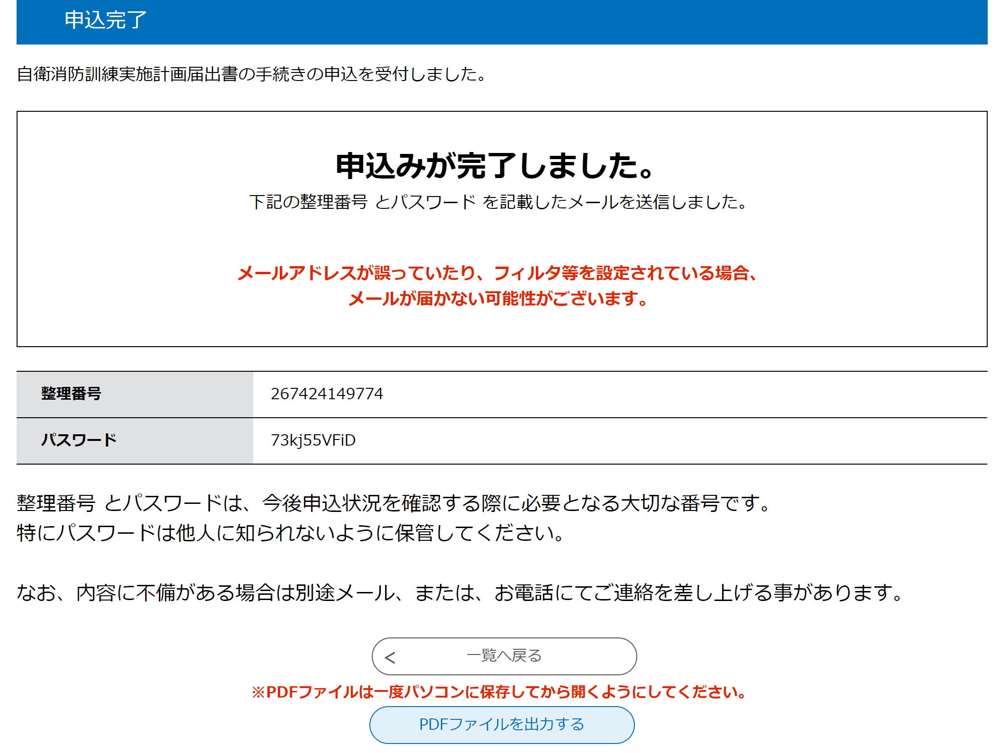 申込完了
自衛消防訓練実施計画届出書の手続きの申込を受付しました。
申込みが完了しました。
下記の整理番号 とパスワード を記載したメールを送信しました。
メールアドレスが誤っていたり、フィルタ等を設定されている場合、
メールが届かない可能性がございます。
整理番号 267424149774
パスワード 73kj55VFiD
整理番号 とパスワードは、今後申込状況を確認する際に必要となる大切な番号です。
特にパスワードは他人に知られないように保管してください。
なお、内容に不備がある場合は別途メール、または、お電話にてご連絡を差し上げる事があります。
< 一覧へ戻る
※PDFファイルは一度パソコンに保存してから開くようにしてください。
PDFファイルを出力する